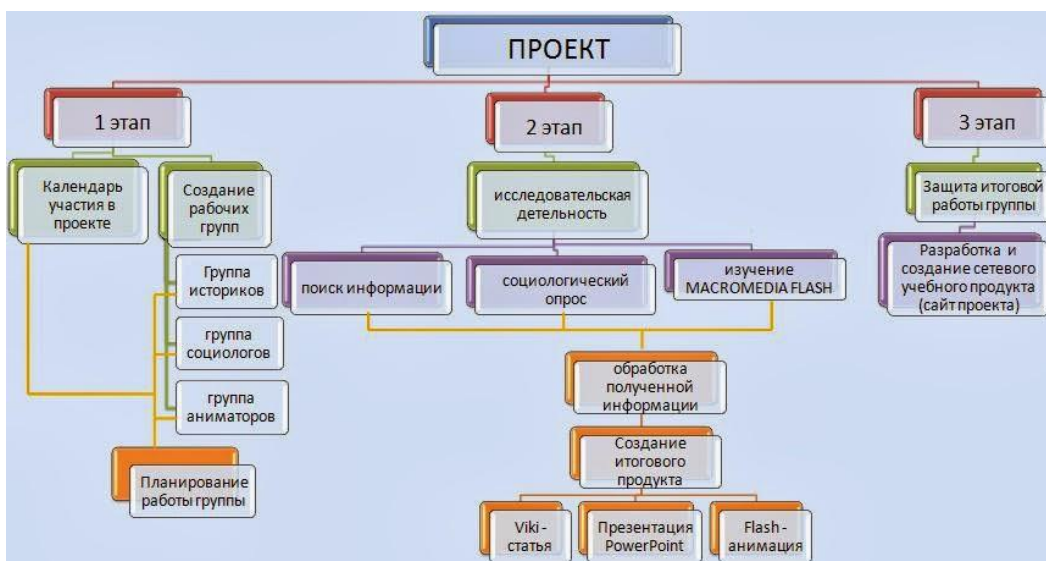 ПРОЕКТ
1 этап
Календарь
участия в
проекте
Создание
рабочих
групп
Группа
историков
группа
социологов
группа
аниматоров
Планирование
работы группы
2 этап
исследовательская
детельность
поиск информации
социологический
опрос
изучение
MACROMEDIA FLASH
обработка
полученной
информации
Создание
итогового
продукта
Viki -
статья
Презентация
PowerPoint
Flash -
анимация
3 этап
Защита итоговой
работы группы
Разработка и
создание сетевого
учебного продукта
(сайт проекта)